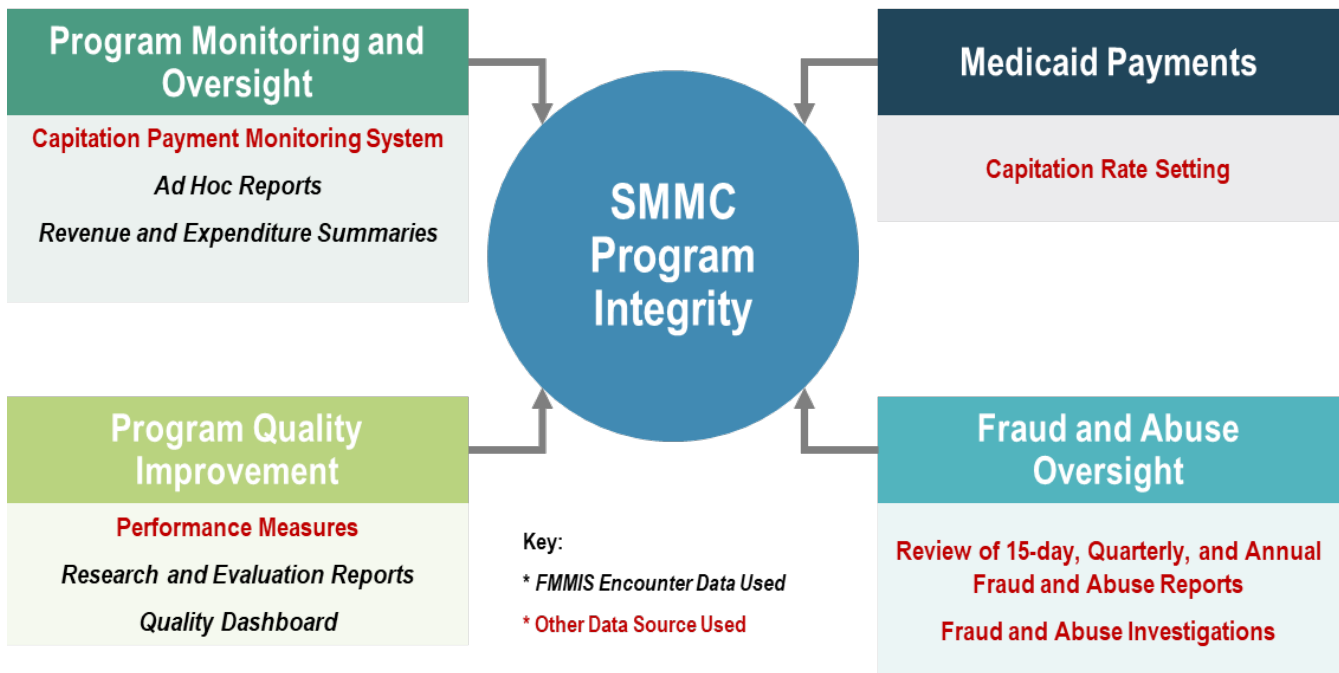 Program Monitoring and
Oversight
Capitation Payment Monitoring System
Ad Hoc Reports
Revenue and Expenditure Summaries
Medicaid Payments
Capitation Rate Setting
SMMC
Program
Integrity
Program Quality
Improvement
Performance Measures
Research and Evaluation Reports
Quality Dashboard
Key:
* FMMIS Encounter Data Used
* Other Data Source Used
Fraud and Abuse
Oversight
Review of 15-day, Quarterly, and Annual
Fraud and Abuse Reports
Fraud and Abuse Investigations